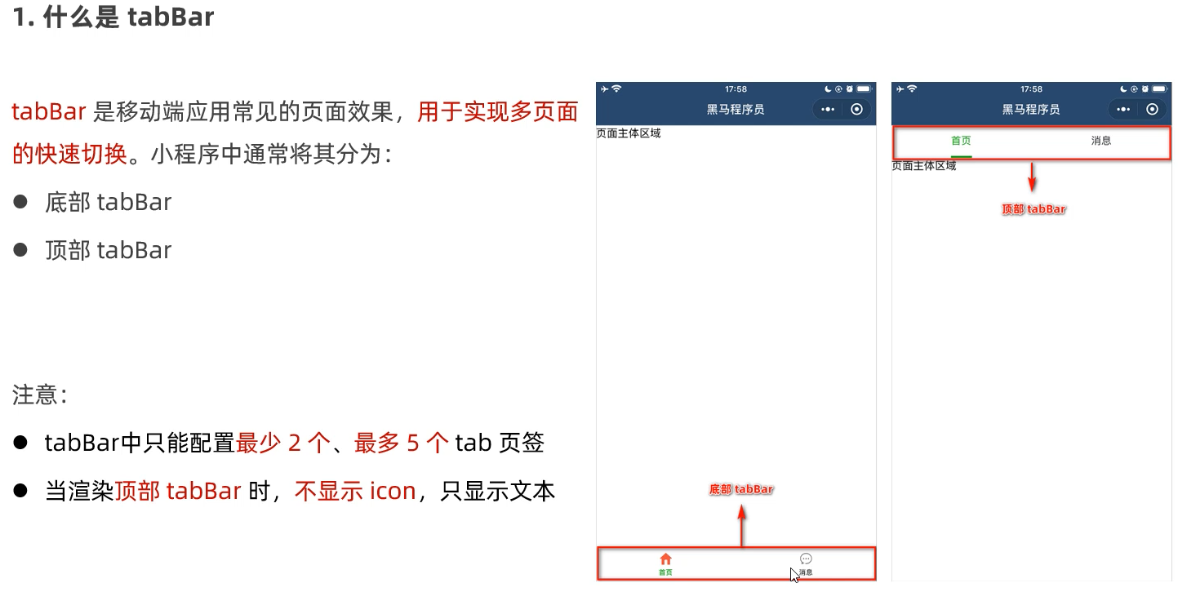 1. 什么是 tabBar
tabBar 是移动端应用常见的页面效果，用于实现多页面
的快速切换。小程序中通常将其分为：
● 底部 tabBar
● 顶部 tabBar
注意：
● tabBar中只能配置最少 2 个、最多 5 个 tab 页签
● 当渲染顶部 tabBar 时，不显示 icon，只显示文本
17:58
黑马程序员
页面主体区域
底部 tabBar
首页
消息
17:58
黑马程序员
首页
消息
页面主体区域
顶部 tabBar